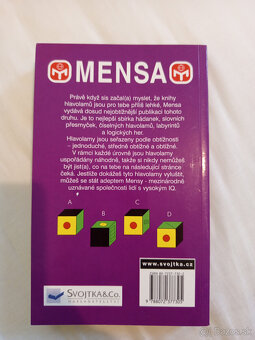 MENSA
Právě když sis začal(a) myslet, že knihy
hlavolamů jsou pro tebe příliš lehké, Mensa
vydává dosud nejobtížnější publikaci tohoto
druhu. Je to nejlepší sbírka hádanek, slovních
přesmyček, číselných hlavolamů, labyrintů
a logických her.
Hlavolamy jsou seřazeny podle obtížnosti
- jednoduché, středně obtížné a obtížné.
V rámci každé úrovně jsou hlavolamy
uspořádány náhodně, takže si nikdy nemůžeš
být jist(a), co na tebe na následující stránce
čeká. Jestliže dokážeš tyto hlavolamy vyluštit,
můžeš se stát adeptem Mensy - mezinárodně
uznávané společnosti lidí s vysokým IQ.
A
B
C
D
www.svojtka.cz
SVOJTKA&CO.
NAKLADATELSTVÍ